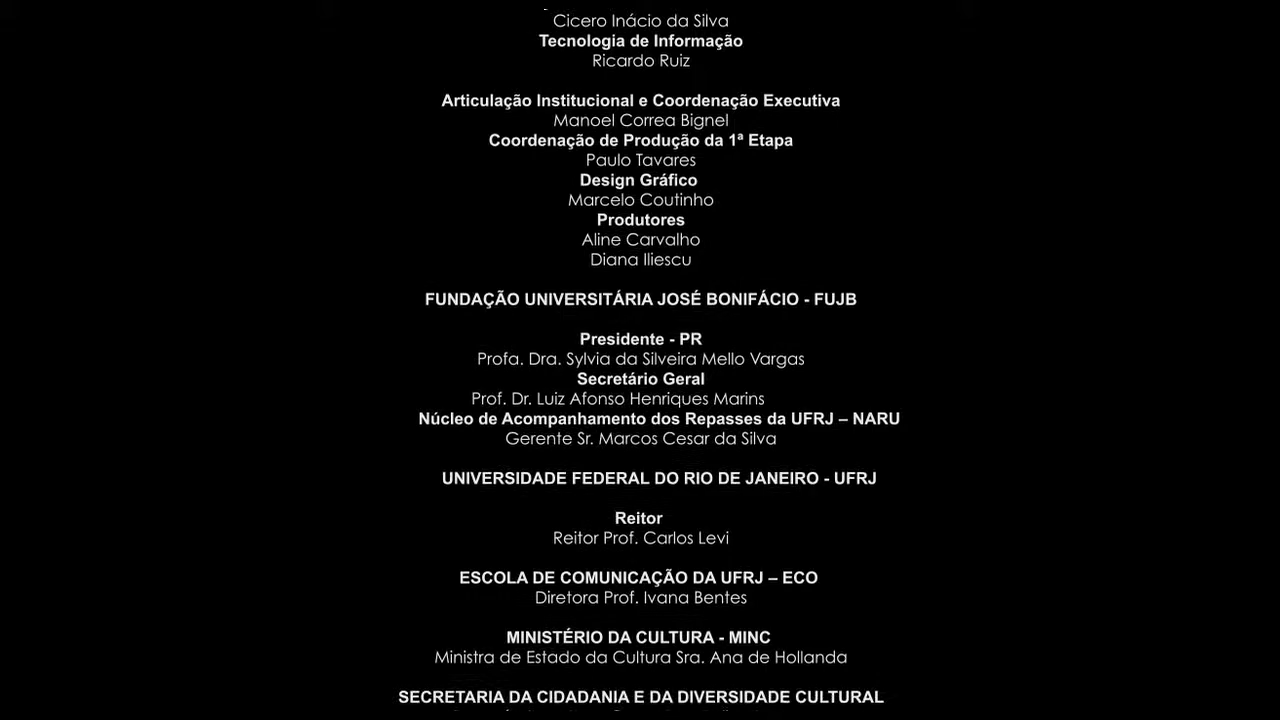 Cicero Inácio da Silva
Tecnologia de Informação
Ricardo Ruiz
Articulação Institucional e Coordenação Executiva
Manoel Correa Bignel
Coordenação de Produção da 1ª Etapa
Paulo Tavares
Design Gráfico
Marcelo Coutinho
Produtores
Aline Carvalho
Diana Iliescu
FUNDAÇÃO UNIVERSITÁRIA JOSÉ BONIFÁCIO - FUJB
Presidente - PR
Profa. Dra. Sylvia da Silveira Mello Vargas
Secretário Geral
Prof. Dr. Luiz Afonso Henriques Marins
Núcleo de Acompanhamento dos Repasses da UFRJ – NARU
Gerente Sr. Marcos Cesar da Silva
UNIVERSIDADE FEDERAL DO RIO DE JANEIRO - UFRJ
Reitor
Reitor Prof. Carlos Levi
ESCOLA DE COMUNICAÇÃO DA UFRJ – ECO
Diretora Prof. Ivana Bentes
MINISTÉRIO DA CULTURA - MINC
Ministra de Estado da Cultura Sra. Ana de Hollanda
SECRETARIA DA CIDADANIA E DA DIVERSIDADE CULTURAL